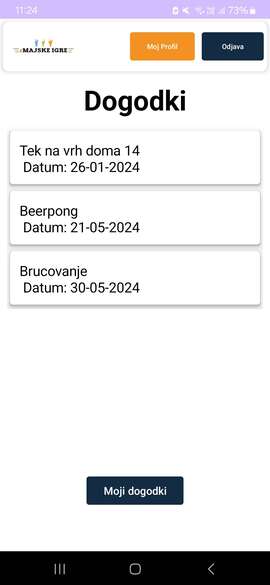 11:24
73%
MAJSKE IGRE
Moj Profil
Odjava
Dogodki
Tek na vrh doma 14
Datum: 26-01-2024
Beerpong
Datum: 21-05-2024
Brucovanje
Datum: 30-05-2024
Moji dogodki